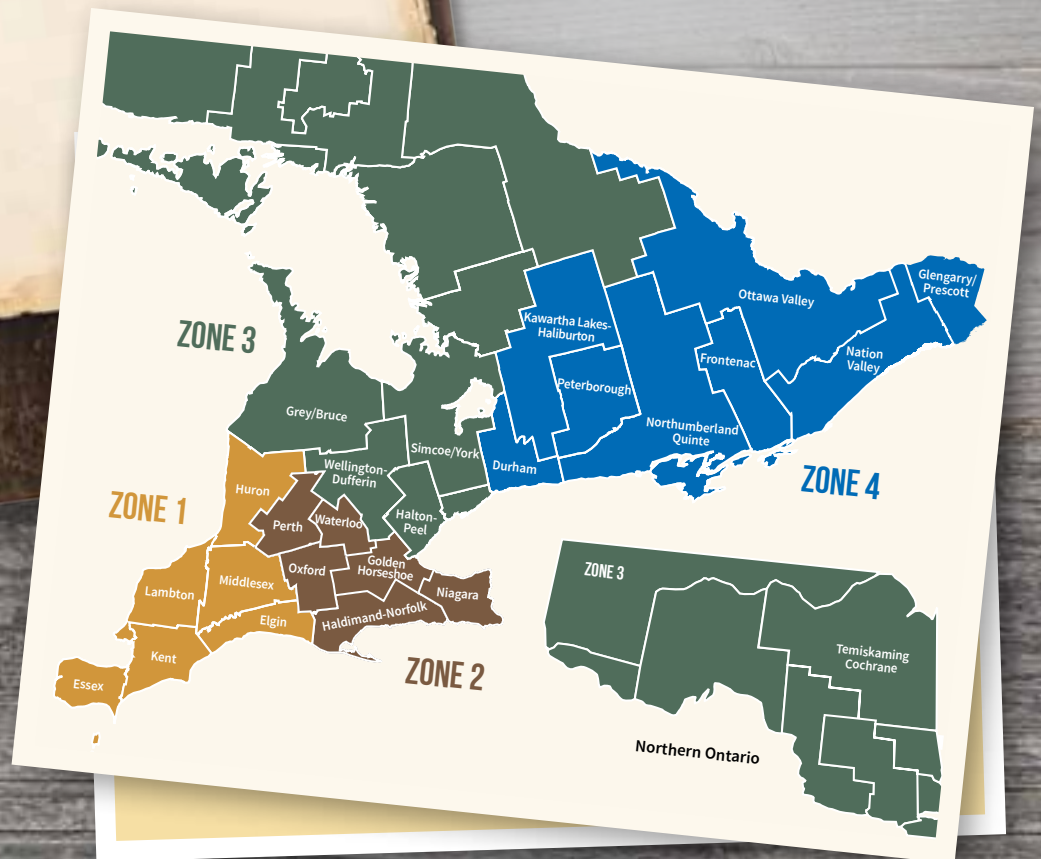 ZONE 3
Grey/Bruce
Simcoe/York
Wellington-
Dufferin
Halton-
Peel
ZONE 1
Huron
Lambton
Middlesex
Elgin
Kent
Essex
ZONE 2
Perth
Waterloo
Oxford
Golden
Horseshoe
Niagara
Haldimand-Norfolk
ZONE 4
Kawartha Lakes-
Haliburton
Peterborough
Durham
Northumberland
Quinte
Frontenac
Ottawa Valley
Nation
Valley
Glengarry/
Prescott
ZONE 3
Temiskaming
Cochrane
Northern Ontario